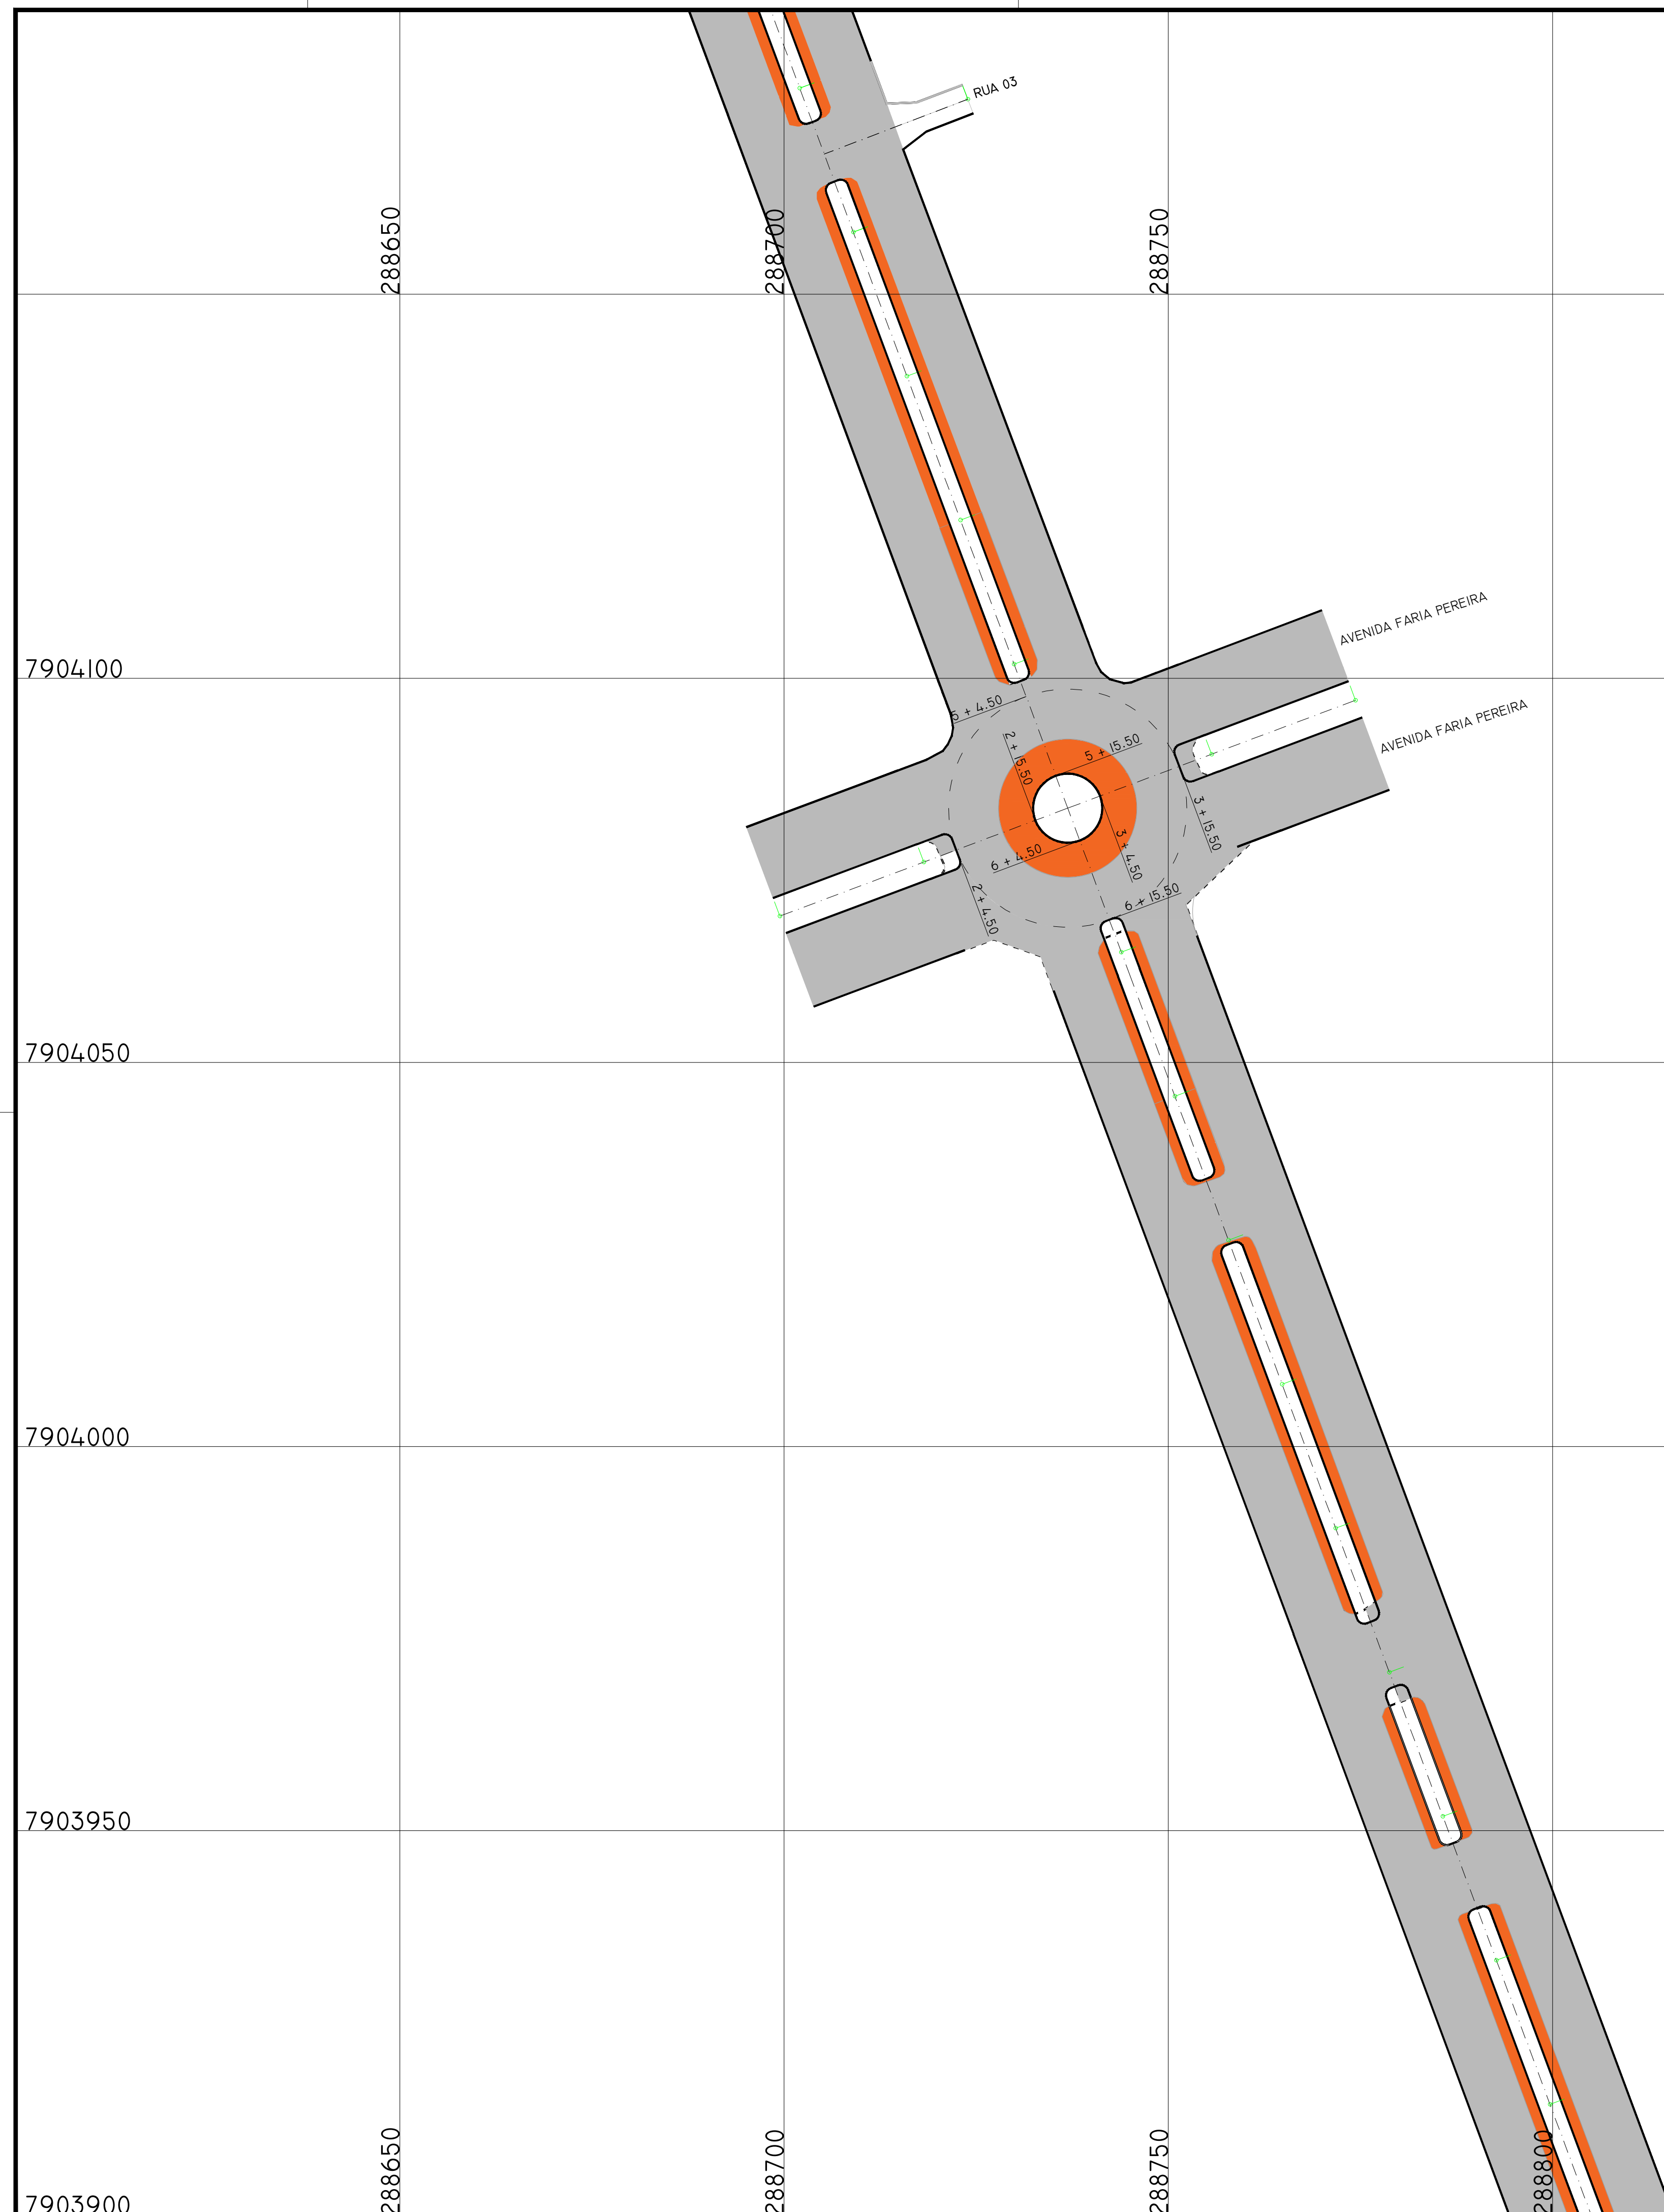 RUA 03
288650
288700
288750
AVENIDA FARIA PEREIRA
7904100
AVENIDA FARIA PEREIRA
5 + 4.50
2 + 15.50
5 + 15.50
3 + 15.50
3 + 4.50
6 + 4.50
2 + 4.50
6 + 15.50
7904050
7904000
7903950
288650
288700
288750
288800
7903900